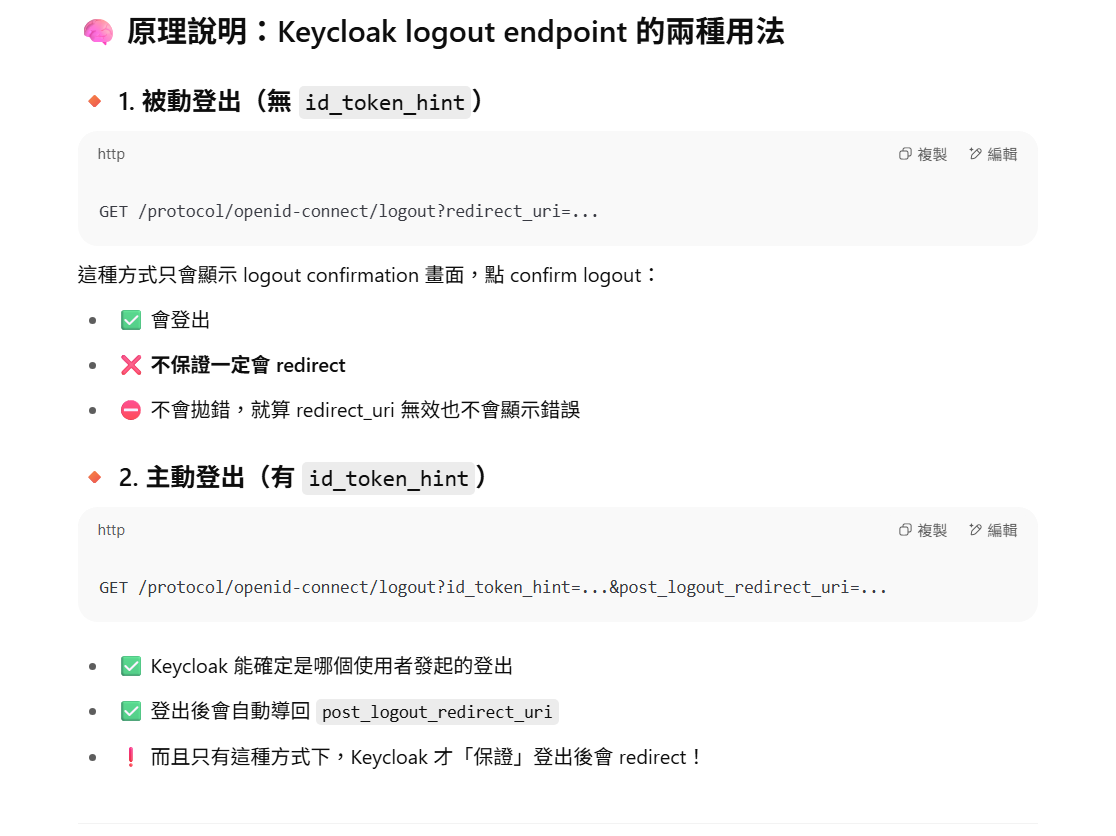 🧠 原理說明：Keycloak logout endpoint 的兩種用法
🔸 1. 被動登出（無 id_token_hint）
http 複製 編輯
GET /protocol/openid-connect/logout?redirect_uri=...
這種方式只會顯示 logout confirmation 畫面，點 confirm logout：
• ✅ 會登出
• ❌ 不保證一定會 redirect
• ⛔ 不會拋錯，就算 redirect_uri 無效也不會顯示錯誤
🔸 2. 主動登出（有 id_token_hint）
http 複製 編輯
GET /protocol/openid-connect/logout?id_token_hint=...&post_logout_redirect_uri=...
• ✅ Keycloak 能確定是哪個使用者發起的登出
• ✅ 登出後會自動導回 post_logout_redirect_uri
• ❗ 而且只有這種方式下，Keycloak 才「保證」登出後會 redirect！